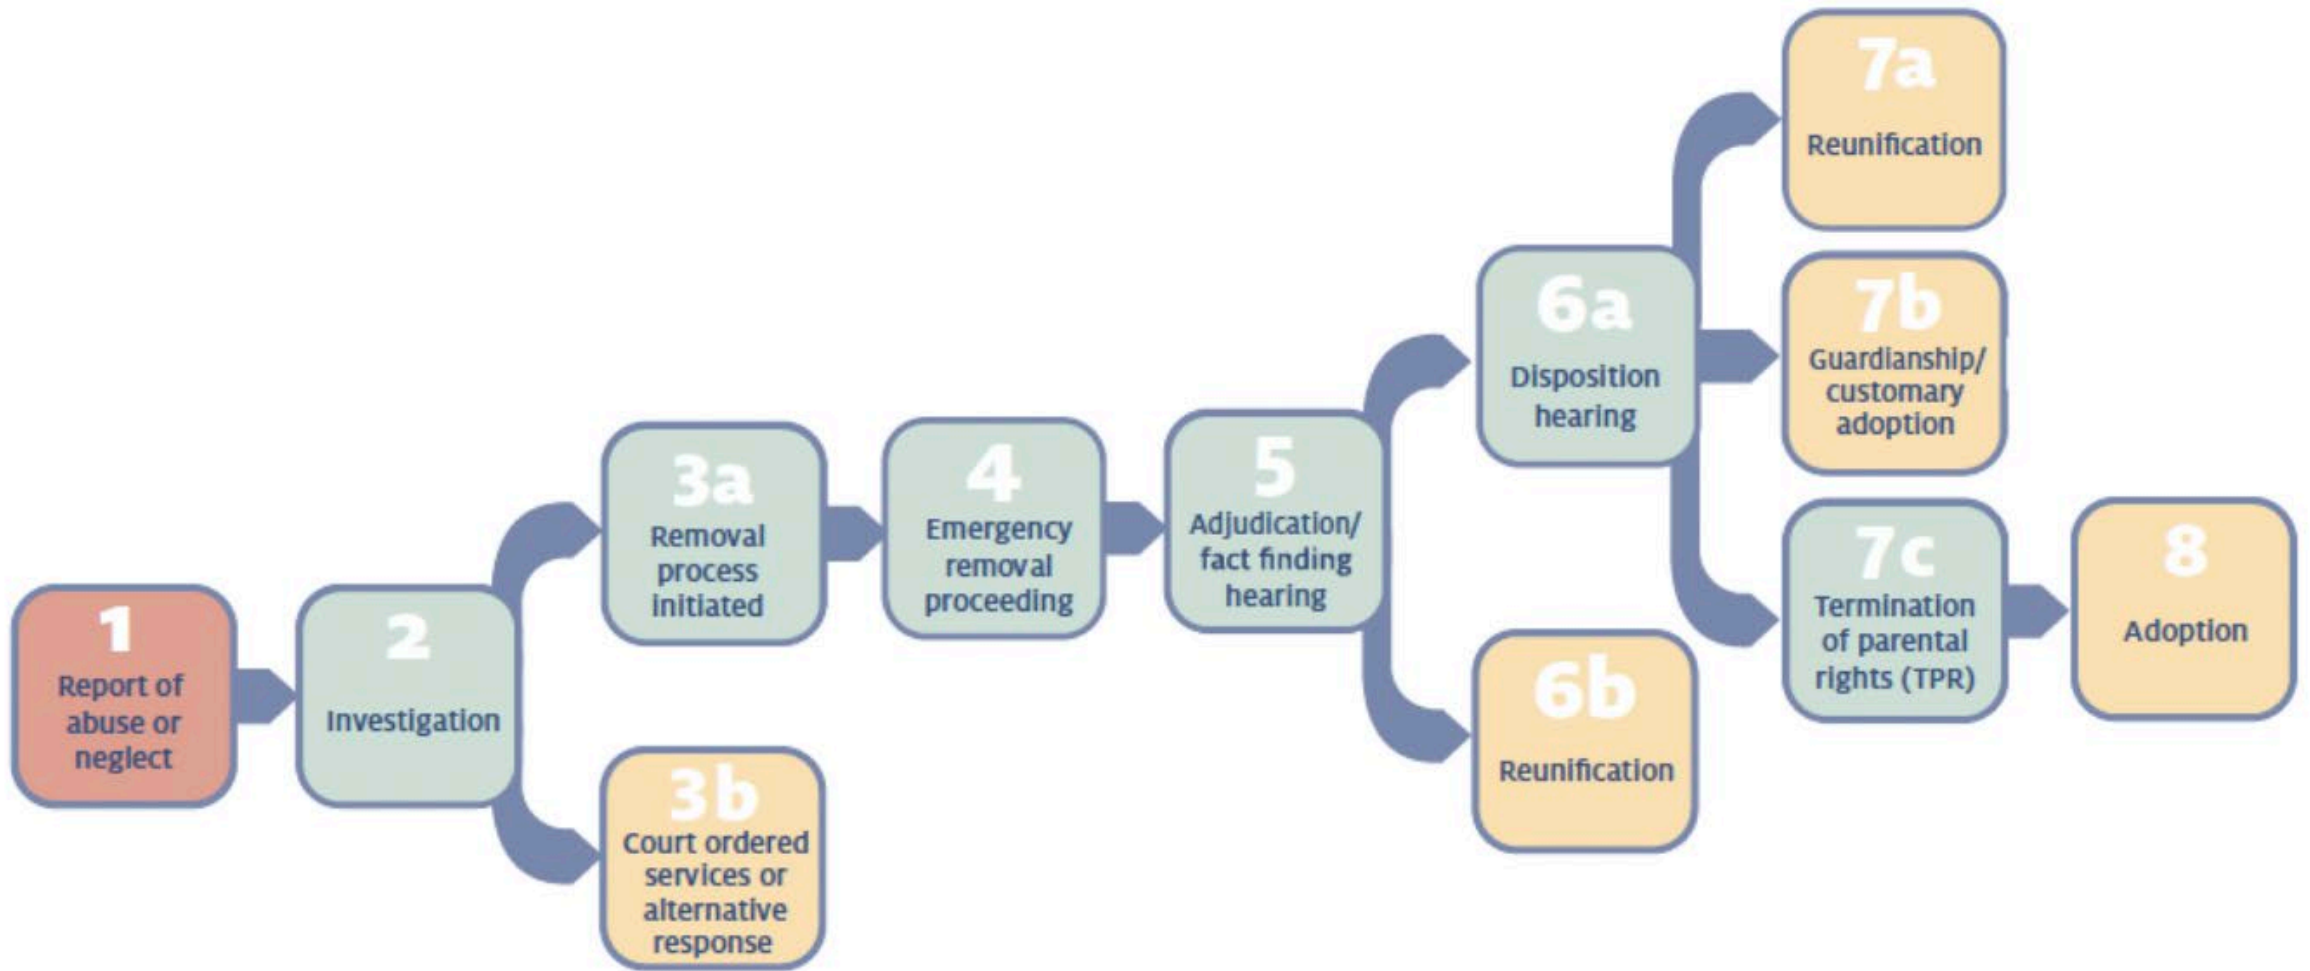 1
Report of
abuse or
neglect
2
Investigation
3a
Removal
process
initiated
3b
Court ordered
services or
alternative
response
4
Emergency
removal
proceeding
5
Adjudication/
fact finding
hearing
6a
Disposition
hearing
6b
Reunification
7a
Reunification
7b
Guardianship/
customary
adoption
7c
Termination
of parental
rights (TPR)
8
Adoption